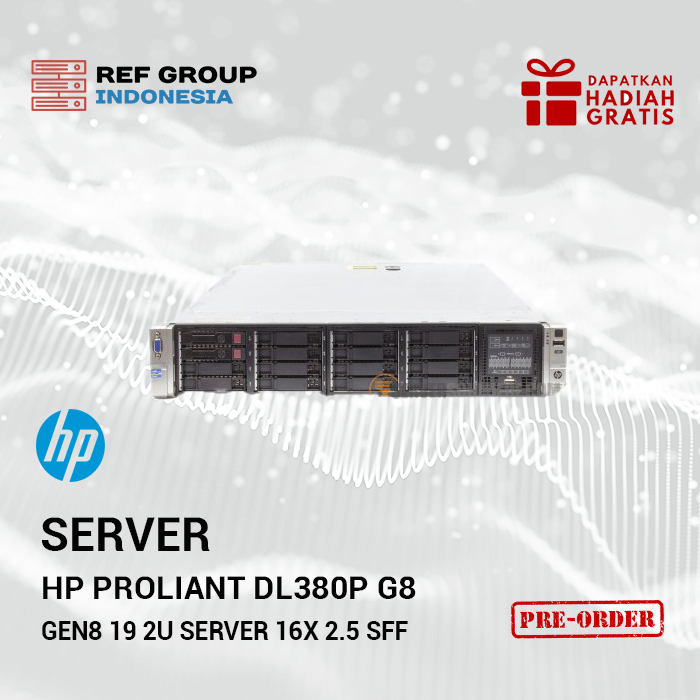 REF GROUP
INDONESIA
DAPATKAN
HADIAH
GRATIS
hp
SERVER
HP PROLIANT DL380P G8
GEN8 19 2U SERVER 16X 2.5 SFF
PRE-ORDER